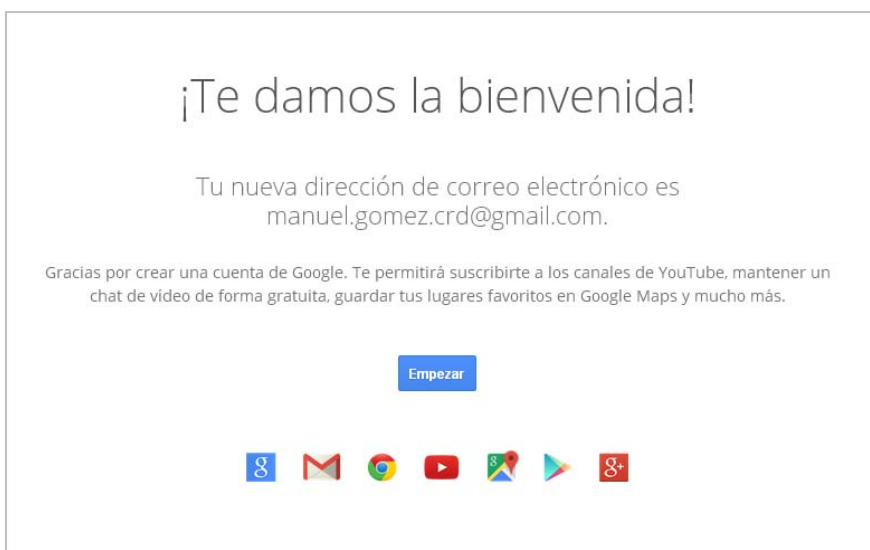 ¡Te damos la bienvenida!
Tu nueva dirección de correo electrónico es
manuel.gomez.crd@gmail.com.
Gracias por crear una cuenta de Google. Te permitirá suscribirte a los canales de YouTube, mantener un
chat de vídeo de forma gratuita, guardar tus lugares favoritos en Google Maps y mucho más.
Empezar
g g g+